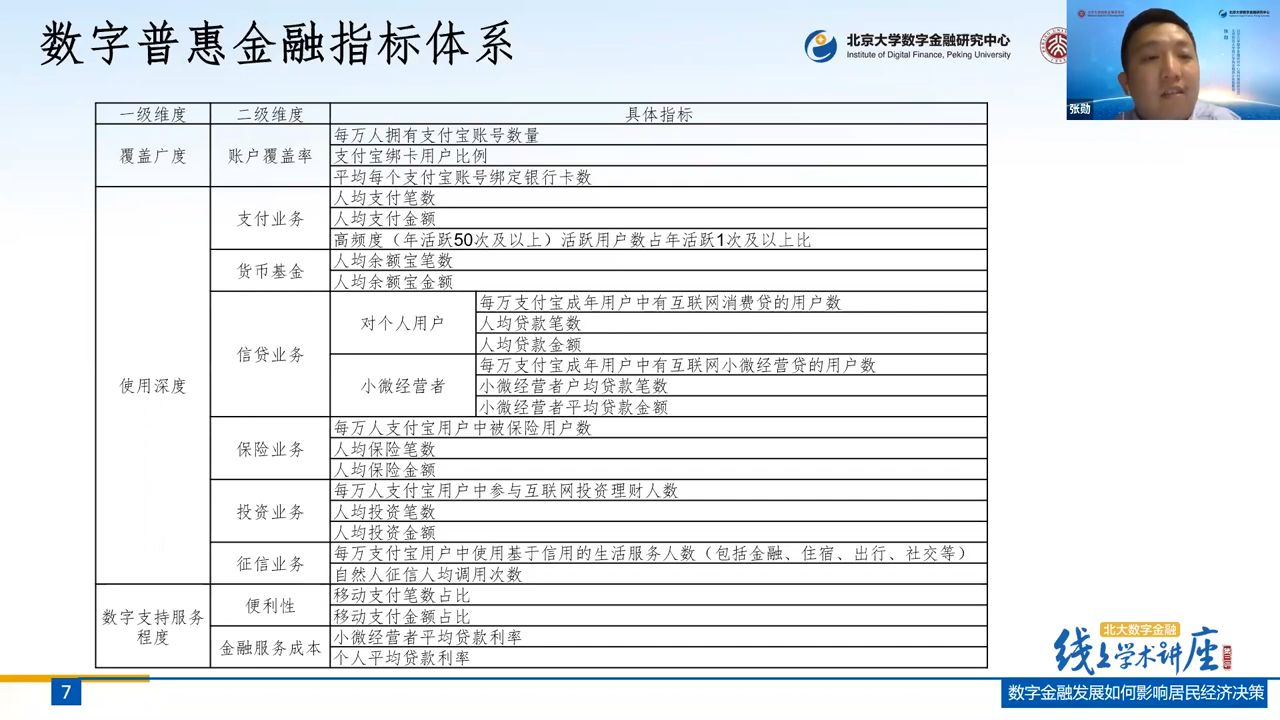 数字普惠金融指标体系
北京大学数字金融研究中心
Institute of Digital Finance, Peking University
张勋
一级维度 二级维度 具体指标
覆盖广度 账户覆盖率
每万人拥有支付宝账号数量
支付宝绑卡用户比例
平均每个支付宝账号绑定银行卡数
使用深度
支付业务
人均支付笔数
人均支付金额
高频度（年活跃50次及以上）活跃用户数占年活跃1次及以上比
货币基金
人均余额宝笔数
人均余额宝金额
信贷业务
对个人用户
每万支付宝成年用户中有互联网消费贷的用户数
人均贷款笔数
人均贷款金额
小微经营者
每万支付宝成年用户中有互联网小微经营贷的用户数
小微经营者户均贷款笔数
小微经营者平均贷款金额
保险业务
每万人支付宝用户中被保险用户数
人均保险笔数
人均保险金额
投资业务
每万人支付宝用户中参与互联网投资理财人数
人均投资笔数
人均投资金额
征信业务
每万支付宝用户中使用基于信用的生活服务人数（包括金融、住宿、出行、社交等）
自然人征信人均调用次数
数字支持服务
程度
便利性
移动支付笔数占比
移动支付金额占比
金融服务成本
小微经营者平均贷款利率
个人平均贷款利率
7
北大数字金融
线上学术讲座
数字金融发展如何影响居民经济决策